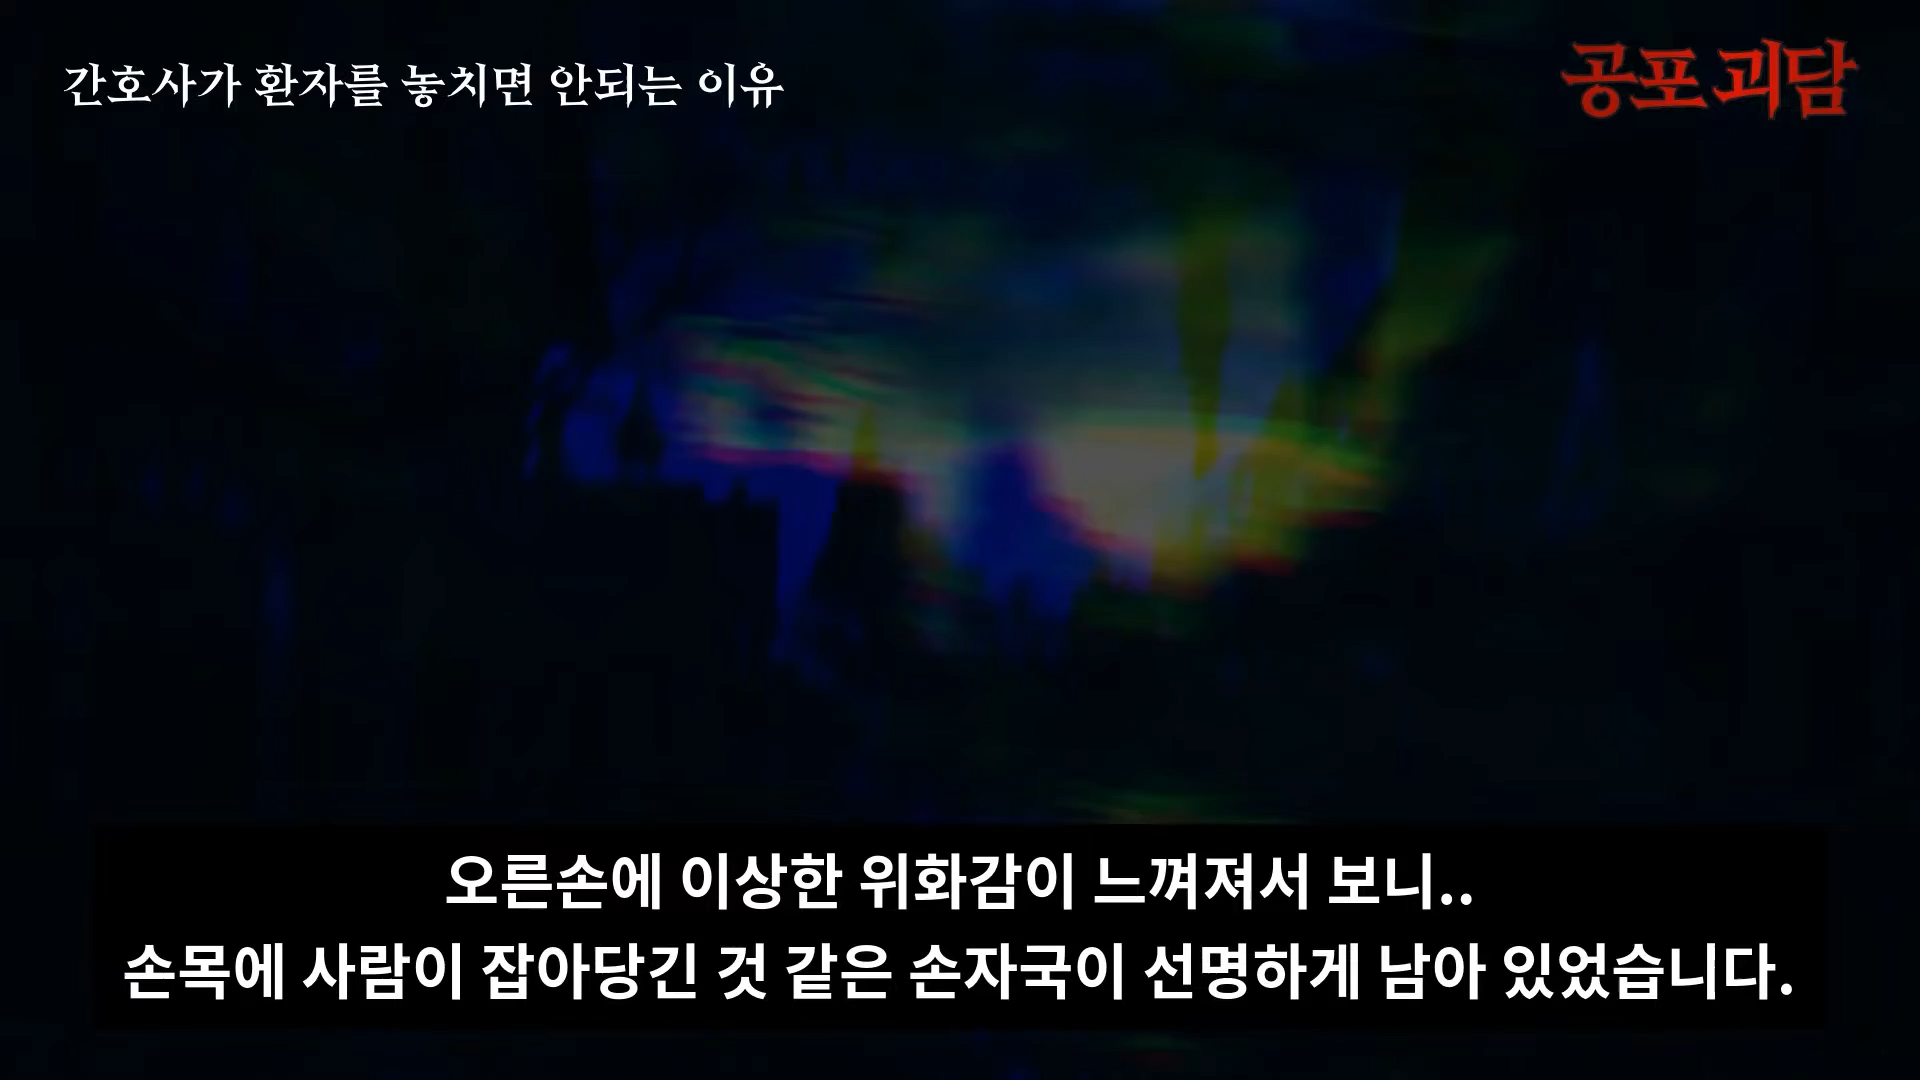 간호사가 환자를 놓치면 안되는 이유
공포괴담
오른손에 이상한 위화감이 느껴져서 보니..
손목에 사람이 잡아당긴 것 같은 손자국이 선명하게 남아 있었습니다.